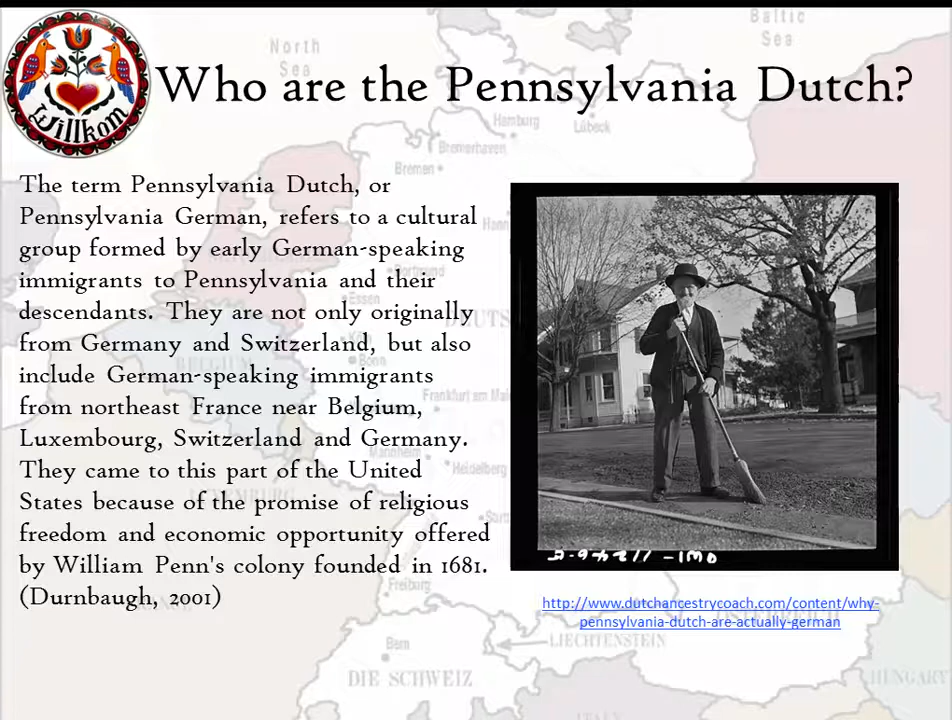 Willkom
Who are the Pennsylvania Dutch?
The term Pennsylvania Dutch, or
Pennsylvania German, refers to a cultural
group formed by early German-speaking
immigrants to Pennsylvania and their
descendants. They are not only originally
from Germany and Switzerland, but also
include German-speaking immigrants
from northeast France near Belgium,
Luxembourg, Switzerland and Germany.
They came to this part of the United
States because of the promise of religious
freedom and economic opportunity offered
by William Penn's colony founded in 1681.
(Durnbaugh, 2001)
http://www.dutchancestrycoach.com/content/why-
pennsylvania-dutch-are-actually-german
North
Sea
Baltic
Sea
Hamburg
Lübeck
Bremerhaven
Bremen
Essen
Bonn
BELGIUM
Frankfurt am Mai
Mannheim
Heidelberg
Freiburg
Bern
LIECHTENSTEIN
DIE SCHWEIZ
HUNGARY